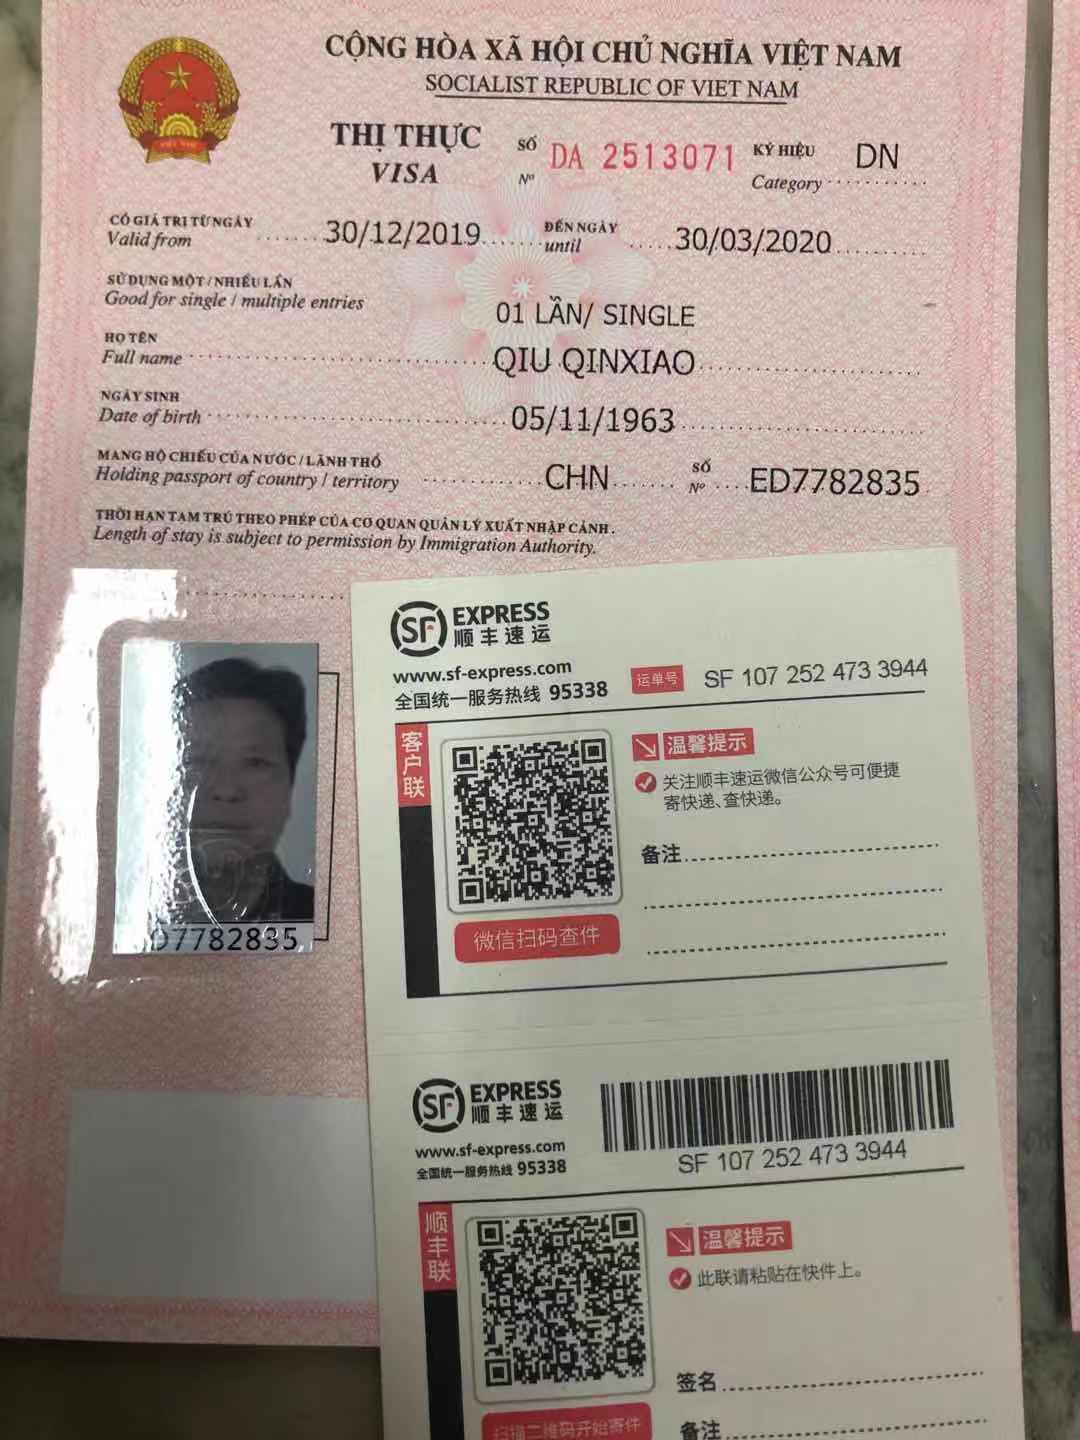 CỘNG HÒA XÃ HỘI CHỦ NGHĨA VIỆT NAM
SOCIALIST REPUBLIC OF VIET NAM
THỊ THỰC
VISA
SỐ
Nº
DA 2513071
KÝ HIỆU
Category
DN
CÓ GIÁ TRỊ TỪ NGÀY
Valid from
30/12/2019
ĐẾN NGÀY
until
30/03/2020
SỬ DỤNG MỘT / NHIỀU LẦN
Good for single / multiple entries
01 LẦN/ SINGLE
HỌ TÊN
Full name
QIU QINXIAO
NGÀY SINH
Date of birth
05/11/1963
MANG HỘ CHIẾU CỦA NƯỚC / LÃNH THỔ
Holding passport of country / territory
CHN
SỐ
Nº
ED7782835
THỜI HẠN TẠM TRÚ THEO PHÉP CỦA CƠ QUAN QUẢN LÝ XUẤT NHẬP CẢNH.
Length of stay is subject to permission by Immigration Authority.
D7782835
SF EXPRESS
顺丰速运
www.sf-express.com
全国统一服务热线 95338
运单号
SF 107 252 473 3944
客户联
温馨提示
关注顺丰速运微信公众号可便捷
寄快递、查快递。
备注
微信扫码查件
SF EXPRESS
顺丰速运
www.sf-express.com
全国统一服务热线 95338
SF 107 252 473 3944
顺丰联
温馨提示
此联请粘贴在快件上。
签名
扫描二维码开始寄件
备注